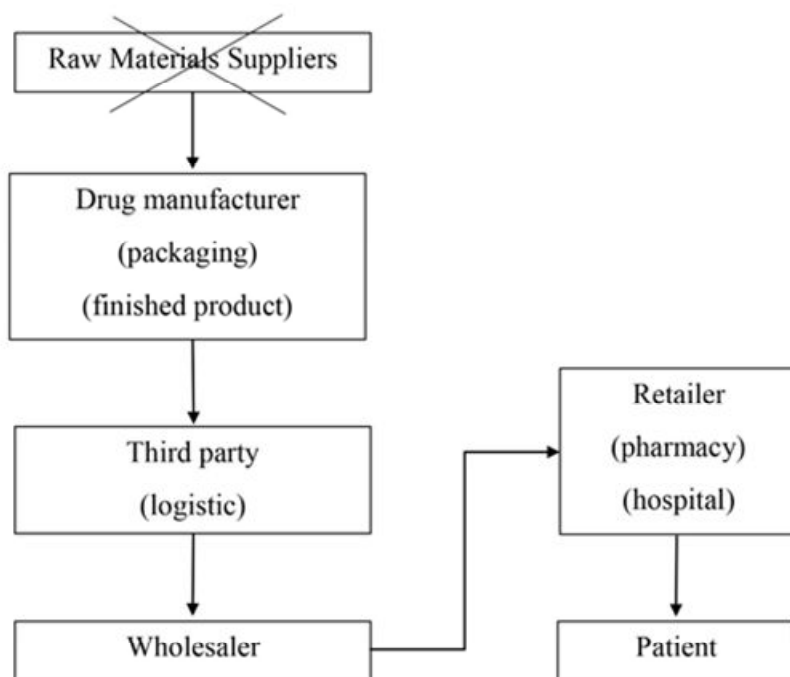 Raw Materials Suppliers
Drug manufacturer
(packaging)
(finished product)
Third party
(logistic)
Wholesaler
Retailer
(pharmacy)
(hospital)
Patient